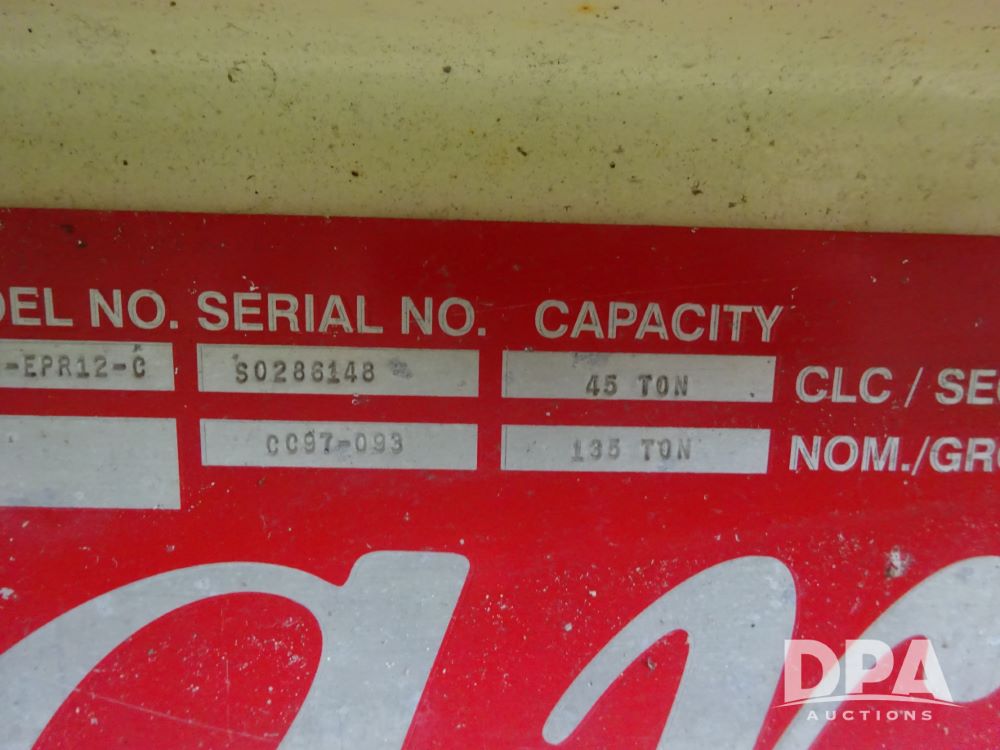 DEL NO. SERIAL NO. CAPACITY
-EPR12-C S0286148 45 TON CLC / SE
CC97-093 135 TON NOM./GR
DPA
AUCTIONS